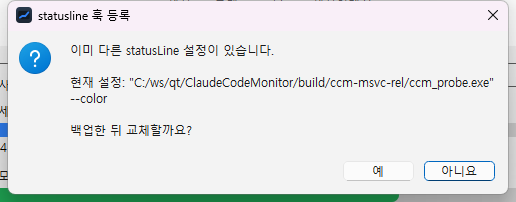 statusline 훅 등록
이미 다른 statusLine 설정이 있습니다.
현재 설정: "C:/ws/qt/ClaudeCodeMonitor/build/ccm-msvc-rel/ccm_probe.exe"
--color
백업한 뒤 교체할까요?
예
아니요